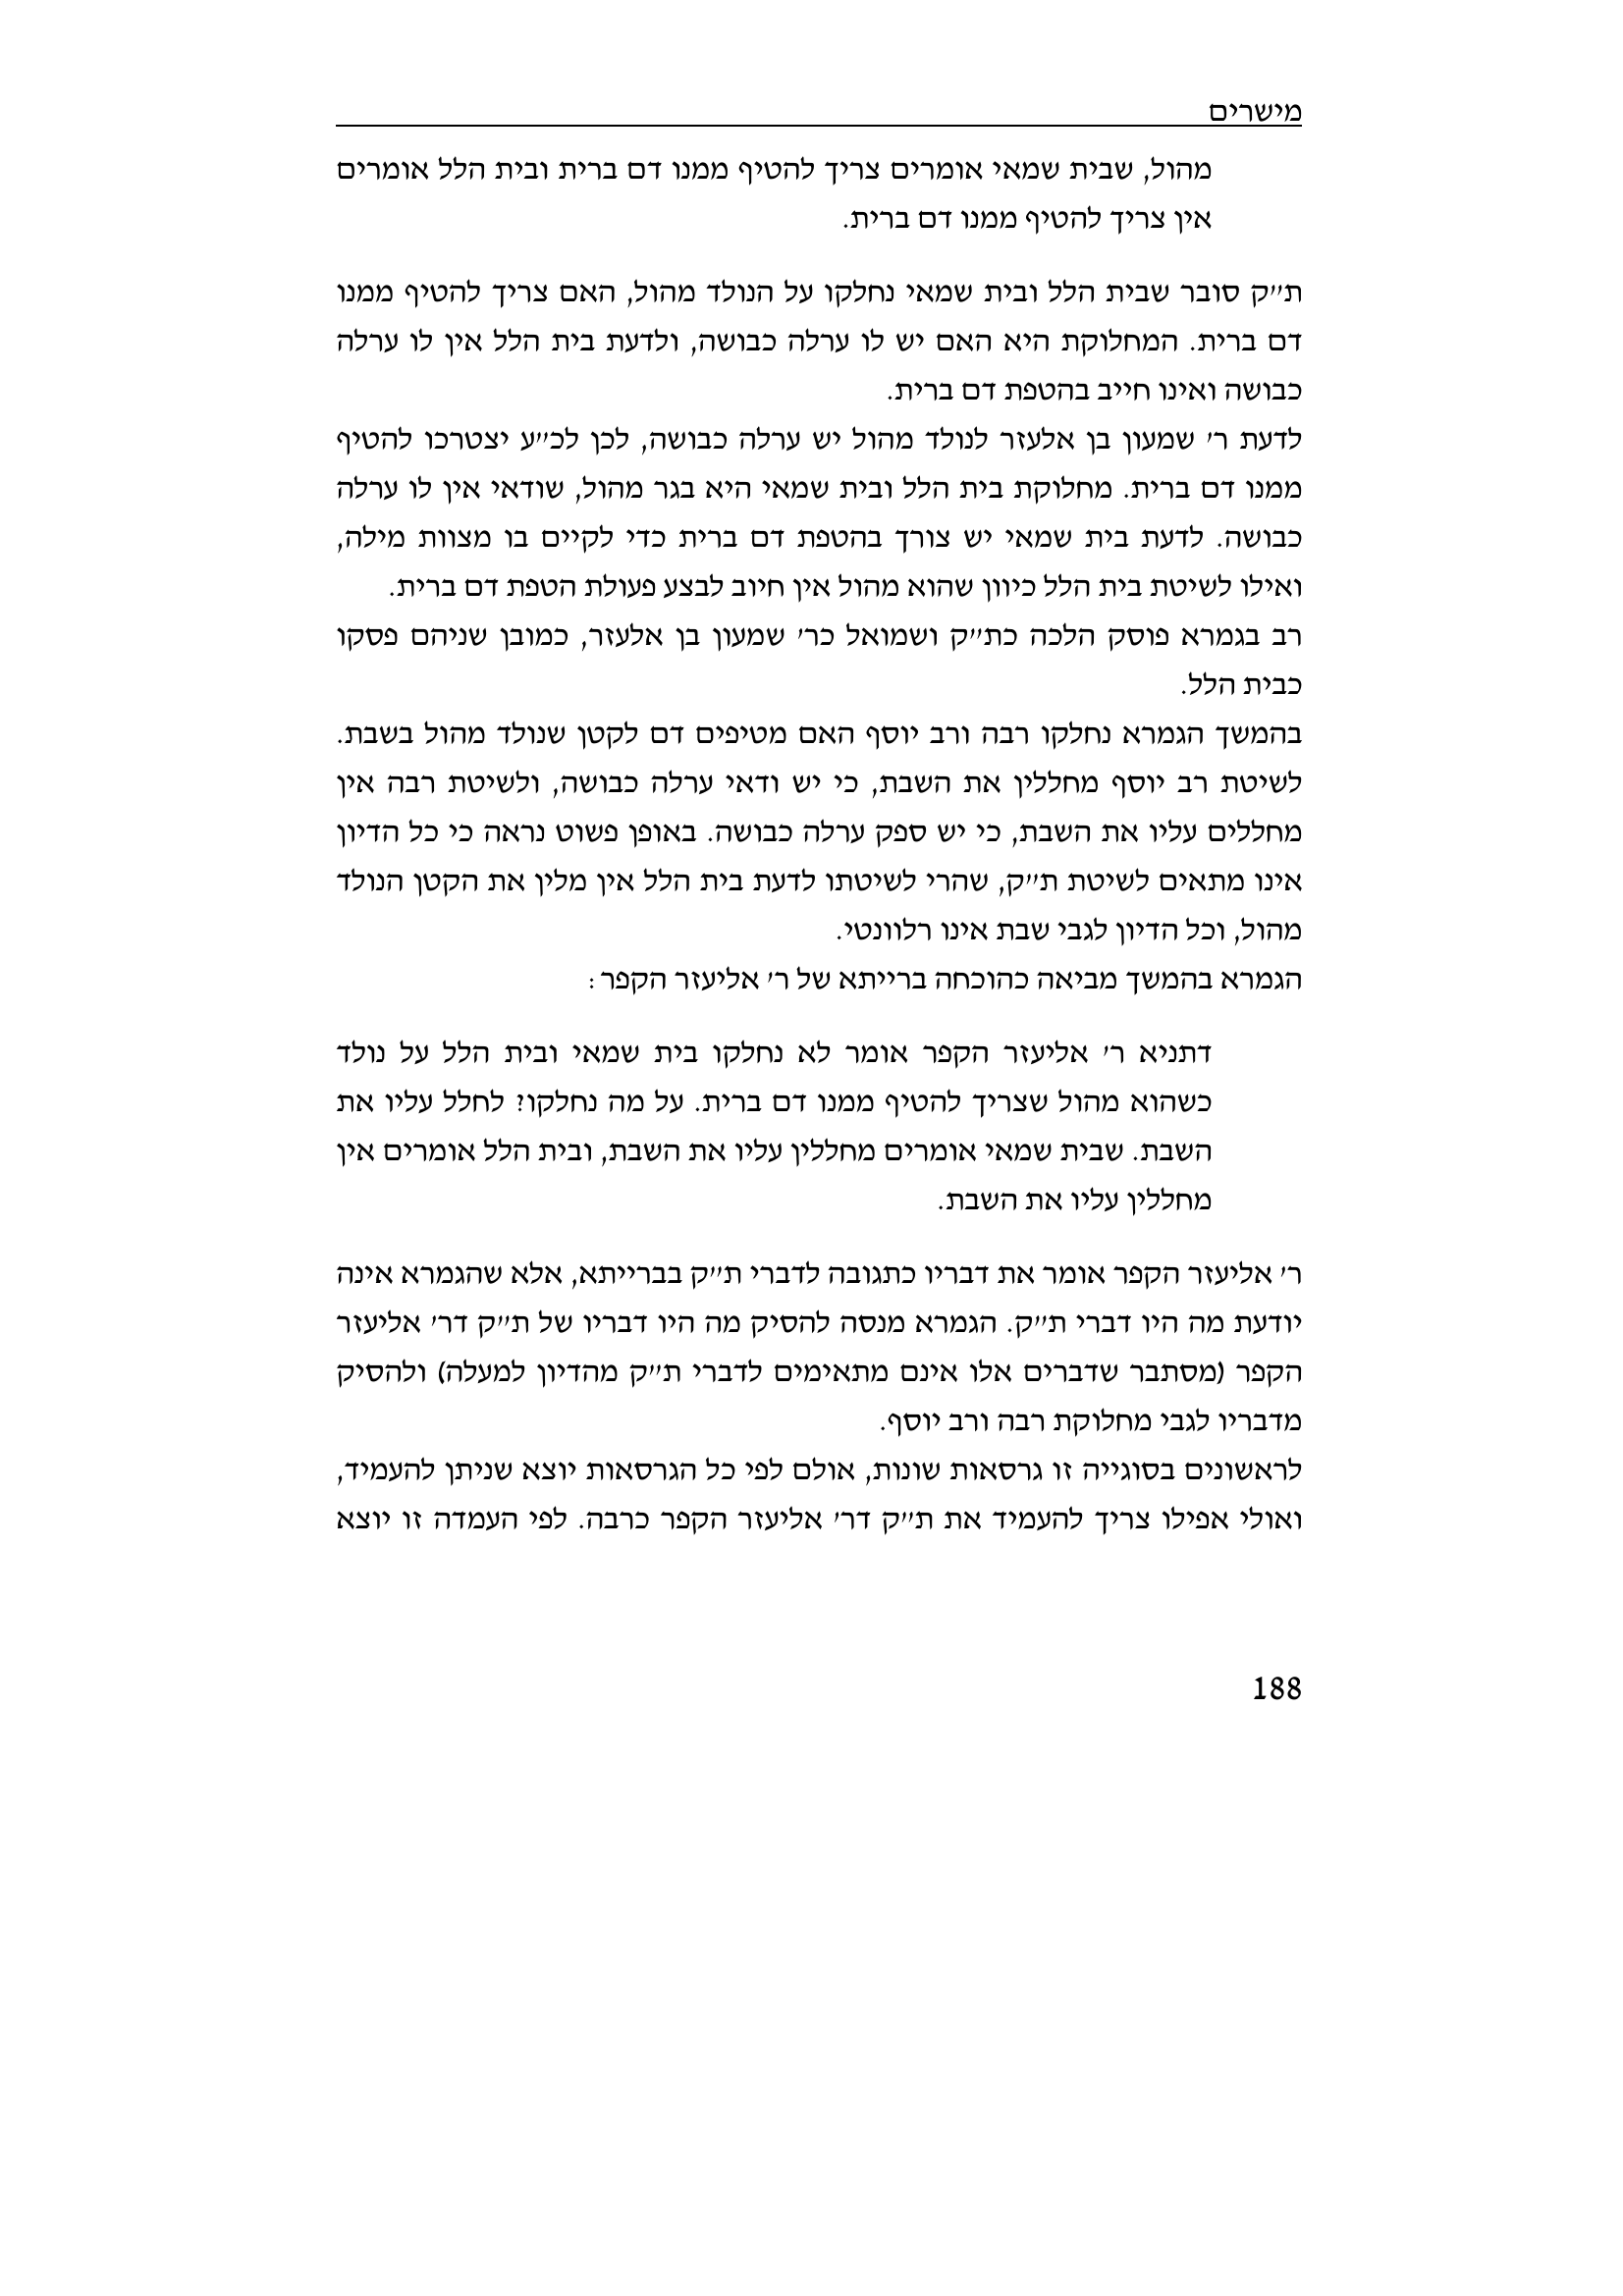 מישרים
מהול, שבית שמאי אומרים צריך להטיף ממנו דם ברית ובית הלל אומרים
אין צריך להטיף ממנו דם ברית.
ת״ק סובר שבית הלל ובית שמאי נחלקו על הנולד מהול, האם צריך להטיף ממנו
דם ברית. המחלוקת היא האם יש לו ערלה כבושה, ולדעת בית הלל אין לו ערלה
כבושה ואינו חייב בהטפת דם ברית.
לדעת ר׳ שמעון בן אלעזר לנולד מהול יש ערלה כבושה, לכן לכ״ע יצטרכו להטיף
ממנו דם ברית. מחלוקת בית הלל ובית שמאי היא בגר מהול, שודאי אין לו ערלה
כבושה. לדעת בית שמאי יש צורך בהטפת דם ברית כדי לקיים בו מצוות מילה,
ואילו לשיטת בית הלל כיוון שהוא מהול אין חיוב לבצע פעולת הטפת דם ברית.
רב בגמרא פוסק הלכה כת״ק ושמואל כר׳ שמעון בן אלעזר, כמובן שניהם פסקו
כבית הלל.
בהמשך הגמרא נחלקו רבה ורב יוסף האם מטיפים דם לקטן שנולד מהול בשבת.
לשיטת רב יוסף מחללין את השבת, כי יש ודאי ערלה כבושה, ולשיטת רבה אין
מחללים עליו את השבת, כי יש ספק ערלה כבושה. באופן פשוט נראה כי כל הדיון
אינו מתאים לשיטת ת״ק, שהרי לשיטתו לדעת בית הלל אין מלין את הקטן הנולד
מהול, וכל הדיון לגבי שבת אינו רלוונטי.
הגמרא בהמשך מביאה כהוכחה ברייתא של ר׳ אליעזר הקפר:
דתניא ר׳ אליעזר הקפר אומר לא נחלקו בית שמאי ובית הלל על נולד
כשהוא מהול שצריך להטיף ממנו דם ברית. על מה נחלקו? לחלל עליו את
השבת. שבית שמאי אומרים מחללין עליו את השבת, ובית הלל אומרים אין
מחללין עליו את השבת.
ר׳ אליעזר הקפר אומר את דבריו כתגובה לדברי ת״ק בברייתא, אלא שהגמרא אינה
יודעת מה היו דברי ת״ק. הגמרא מנסה להסיק מה היו דבריו של ת״ק דר׳ אליעזר
הקפר (מסתבר שדברים אלו אינם מתאימים לדברי ת״ק מהדיון למעלה) ולהסיק
מדבריו לגבי מחלוקת רבה ורב יוסף.
לראשונים בסוגייה זו גרסאות שונות, אולם לפי כל הגרסאות יוצא שניתן להעמיד,
ואולי אפילו צריך להעמיד את ת״ק דר׳ אליעזר הקפר כרבה. לפי העמדה זו יוצא
188